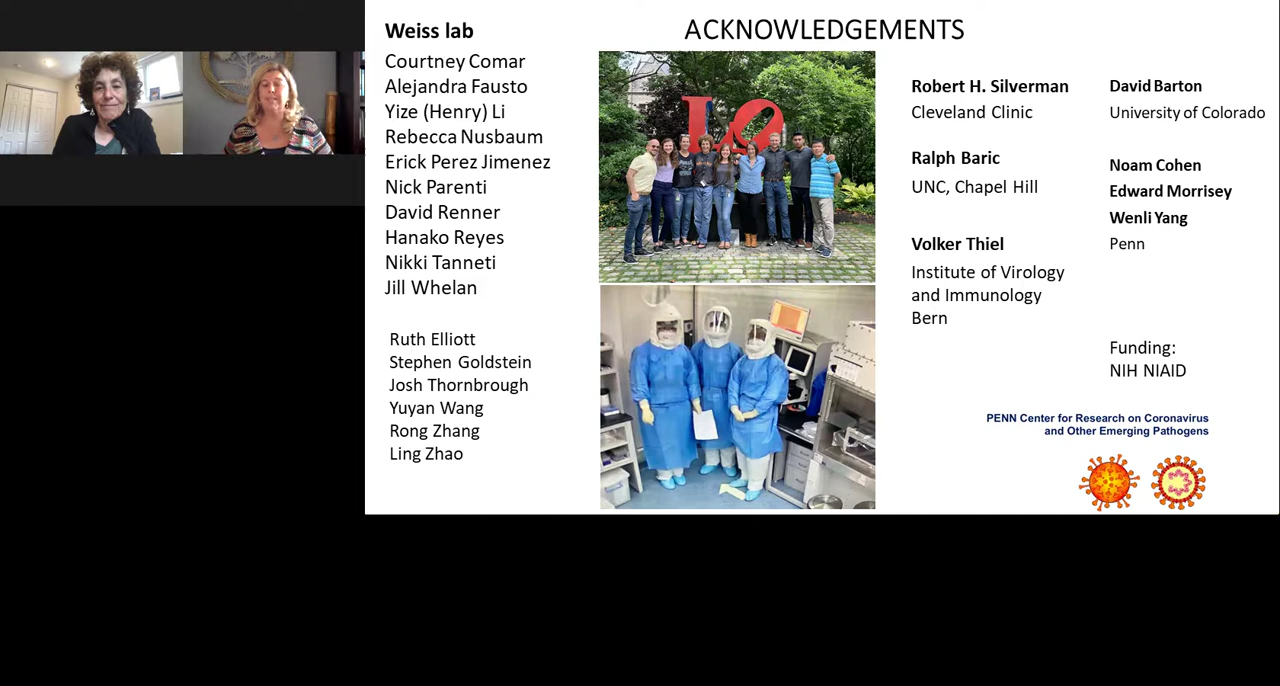 ACKNOWLEDGEMENTS
Weiss lab
Courtney Comar
Alejandra Fausto
Yize (Henry) Li
Rebecca Nusbaum
Erick Perez Jimenez
Nick Parenti
David Renner
Hanako Reyes
Nikki Tanneti
Jill Whelan
Ruth Elliott
Stephen Goldstein
Josh Thornbrough
Yuyan Wang
Rong Zhang
Ling Zhao
Robert H. Silverman
Cleveland Clinic
Ralph Baric
UNC, Chapel Hill
Volker Thiel
Institute of Virology
and Immunology
Bern
David Barton
University of Colorado
Noam Cohen
Edward Morrisey
Wenli Yang
Penn
Funding:
NIH NIAID
PENN Center for Research on Coronavirus
and Other Emerging Pathogens